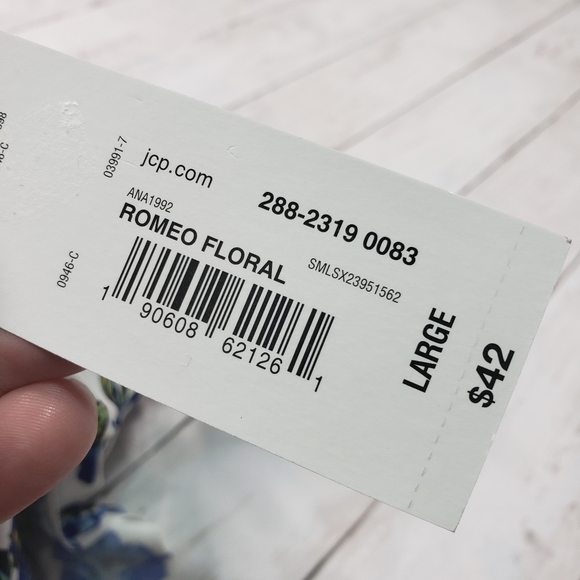 03991-7
jcp.com
288-2319 0083
ANA1992
ROMEO FLORAL
SMLSX23951562
0946-C
1 90608 62126 1
LARGE
$42